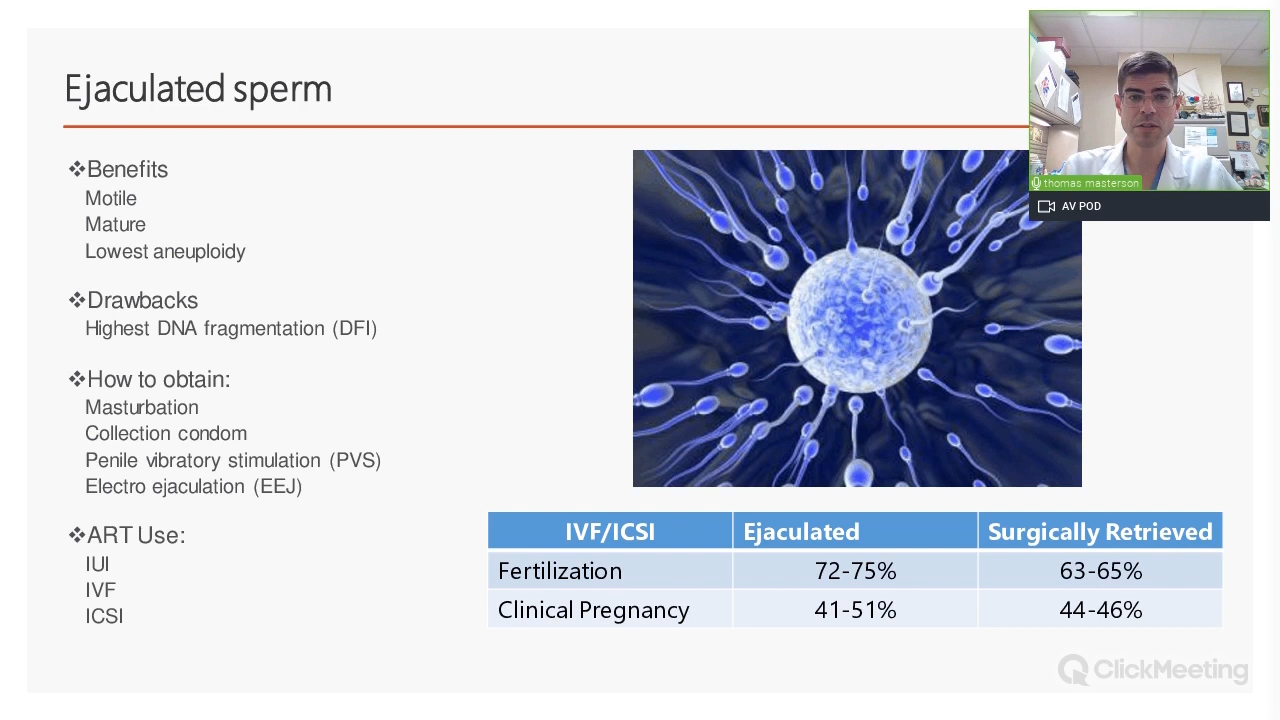 Ejaculated sperm
❖Benefits
Motile
Mature
Lowest aneuploidy
❖Drawbacks
Highest DNA fragmentation (DFI)
❖How to obtain:
Masturbation
Collection condom
Penile vibratory stimulation (PVS)
Electro ejaculation (EEJ)
❖ART Use:
IUI
IVF
ICSI
thomas masterson
AV POD
IVF/ICSI Ejaculated Surgically Retrieved
Fertilization 72-75% 63-65%
Clinical Pregnancy 41-51% 44-46%
ClickMeeting